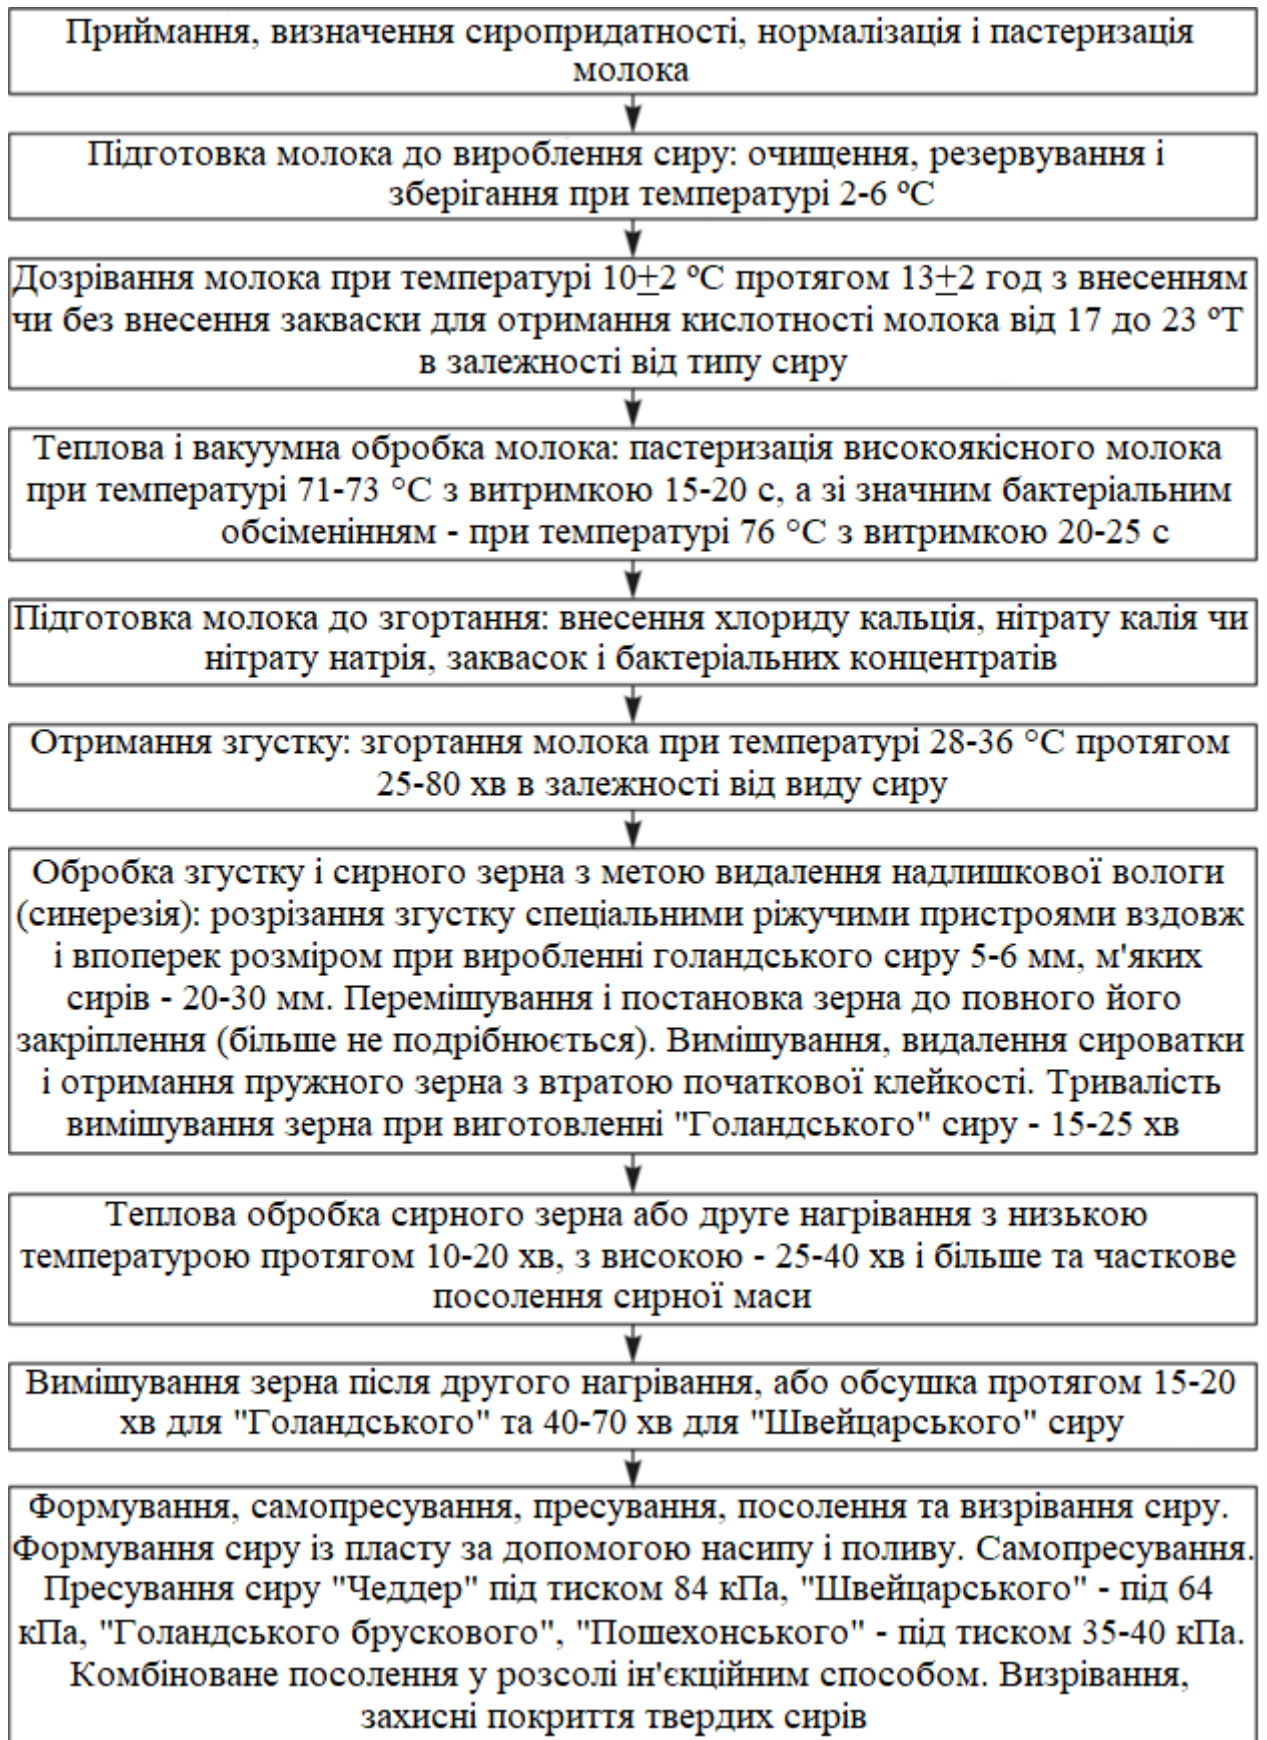 Приймання, визначення сиропридатності, нормалізація і пастеризація
молока
Підготовка молока до вироблення сиру: очищення, резервування і
зберігання при температурі 2-6 ºС
Дозрівання молока при температурі 10±2 ºС протягом 13±2 год з внесенням
чи без внесення закваски для отримання кислотності молока від 17 до 23 ºТ
в залежності від типу сиру
Теплова і вакуумна обробка молока: пастеризація високоякісного молока
при температурі 71-73 °С з витримкою 15-20 с, а зі значним бактеріальним
обсіменінням - при температурі 76 °С з витримкою 20-25 с
Підготовка молока до згортання: внесення хлориду кальція, нітрату калія чи
нітрату натрія, заквасок і бактеріальних концентратів
Отримання згустку: згортання молока при температурі 28-36 °С протягом
25-80 хв в залежності від виду сиру
Обробка згустку і сирного зерна з метою видалення надлишкової вологи
(синерезія): розрізання згустку спеціальними ріжучими пристроями вздовж
і впоперек розміром при виробленні голандського сиру 5-6 мм, м'яких
сирів - 20-30 мм. Перемішування і постановка зерна до повного його
закріплення (більше не подрібнюється). Вимішування, видалення сироватки
і отримання пружного зерна з втратою початкової клейкості. Тривалість
вимішування зерна при виготовленні "Голандського" сиру - 15-25 хв
Теплова обробка сирного зерна або друге нагрівання з низькою
температурою протягом 10-20 хв, з високою - 25-40 хв і більше та часткове
посолення сирної маси
Вимішування зерна після другого нагрівання, або обсушка протягом 15-20
хв для "Голандського" та 40-70 хв для "Швейцарського" сиру
Формування, самопресування, пресування, посолення та визрівання сиру.
Формування сиру із пласту за допомогою насипу і поливу. Самопресування.
Пресування сиру "Чеддер" під тиском 84 кПа, "Швейцарського" - під 64
кПа, "Голандського брускового", "Пошехонського" - під тиском 35-40 кПа.
Комбіноване посолення у розсолі ін'єкційним способом. Визрівання,
захисні покриття твердих сирів